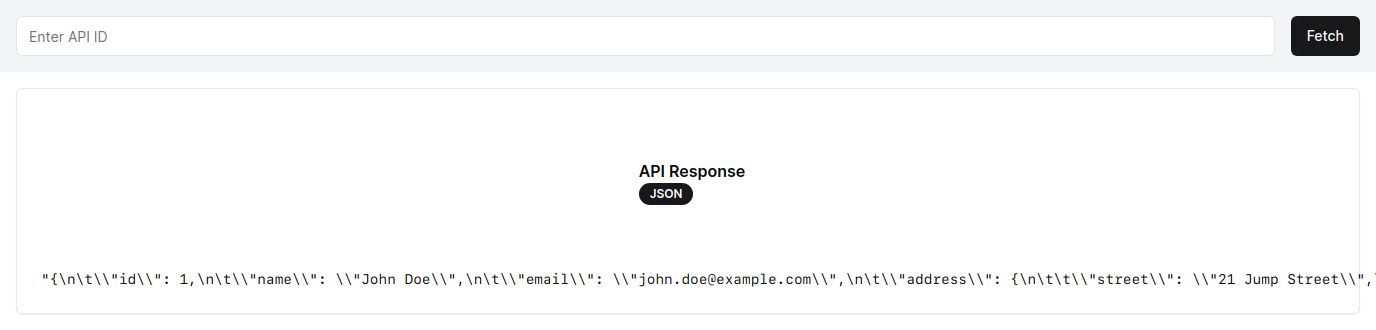 Enter API ID
Fetch
API Response
JSON
"{\n\t\\"id\\": 1,\n\t\\"name\\": \\"John Doe\\",\n\t\\"email\\": \\"john.doe@example.com\\",\n\t\\"address\\": {\n\t\t\\"street\\": \\"21 Jump Street\\",